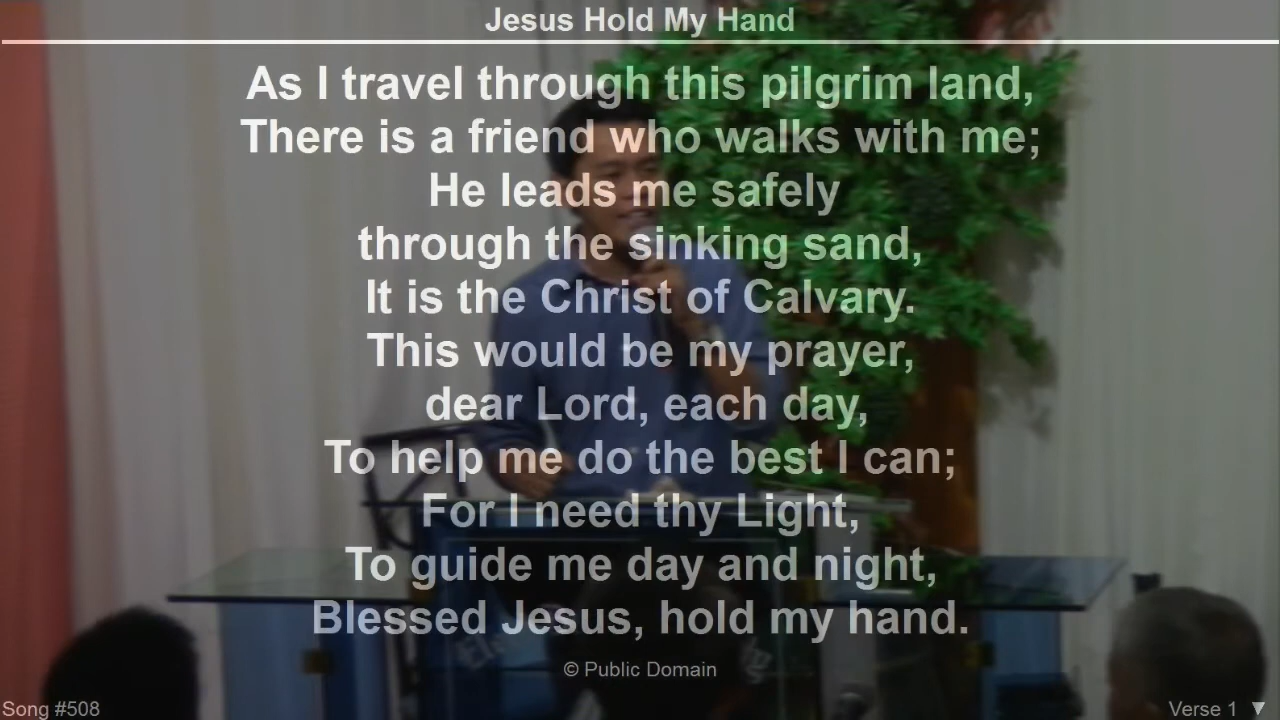 Jesus Hold My Hand
As I travel through this pilgrim land,
There is a friend who walks with me;
He leads me safely
through the sinking sand,
It is the Christ of Calvary.
This would be my prayer,
dear Lord, each day,
To help me do the best I can;
For I need thy Light,
To guide me day and night,
Blessed Jesus, hold my hand.
© Public Domain
Song #508
Verse 1 ▼